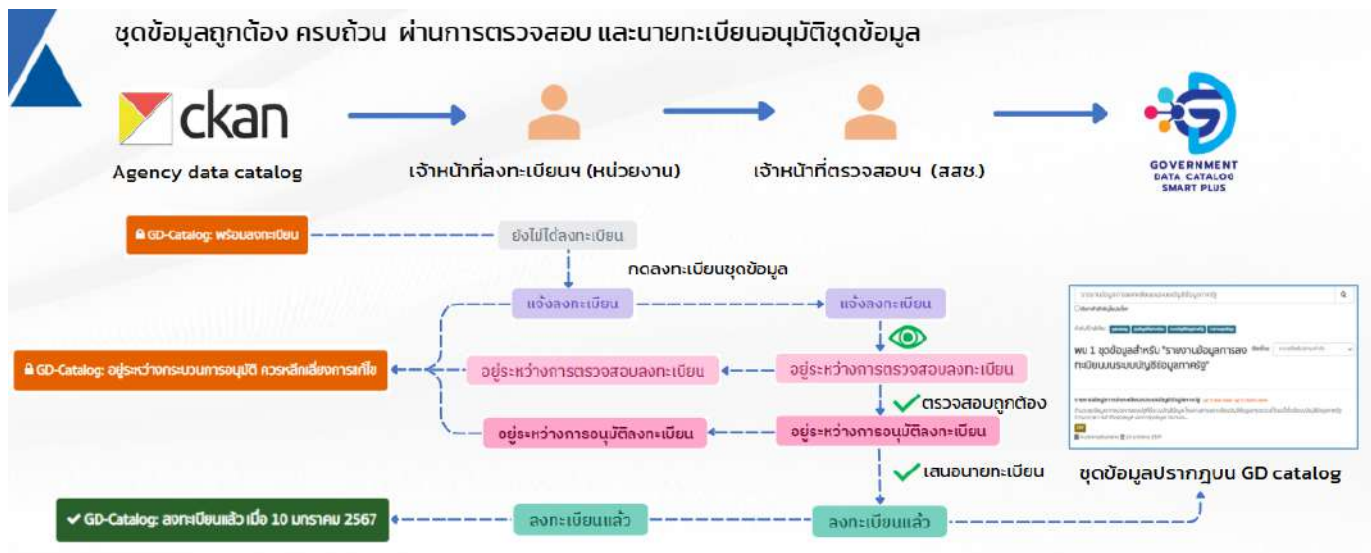 ชุดข้อมูลถูกต้อง ครบถ้วน ผ่านการตรวจสอบ และนายทะเบียนอนุมัติชุดข้อมูล
ckan
GOVERNMENT
DATA CATALOG
SMART PLUS
Agency data catalog
เจ้าหน้าที่ลงทะเบียนฯ (หน่วยงาน)
เจ้าหน้าที่ตรวจสอบฯ (สสช.)
GD-Catalog: พร้อมลงทะเบียน
ยังไม่ได้ลงทะเบียน
กดลงทะเบียนชุดข้อมูล
แจ้งลงทะเบียน
แจ้งลงทะเบียน
GD-Catalog: อยู่ระหว่างกระบวนการอนุมัติ ควรหลีกเลี่ยงการแก้ไข
อยู่ระหว่างการตรวจสอบลงทะเบียน
อยู่ระหว่างการตรวจสอบลงทะเบียน
ตรวจสอบถูกต้อง
อยู่ระหว่างการอนุมัติลงทะเบียน
อยู่ระหว่างการอนุมัติลงทะเบียน
เสนอนายทะเบียน
GD-Catalog: ลงทะเบียนแล้ว เมื่อ 10 มกราคม 2567
ลงทะเบียนแล้ว
ลงทะเบียนแล้ว
พบ 1 ชุดข้อมูลสำหรับ "รายงานข้อมูลการลง
ทะเบียนบนระบบบัญชีข้อมูลภาครัฐ"
ชุดข้อมูลปรากฏบน GD catalog